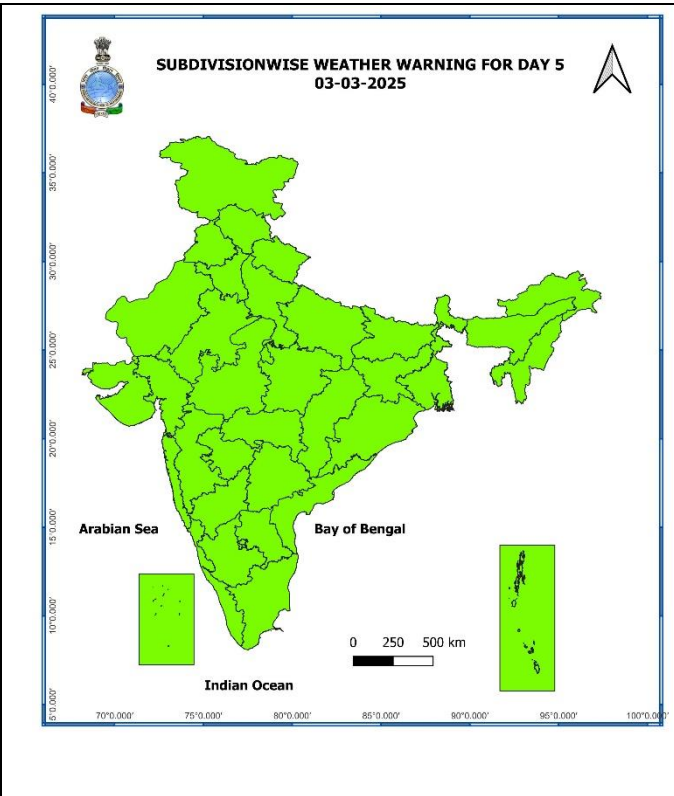 SUBDIVISIONWISE WEATHER WARNING FOR DAY 5
03-03-2025
40°0.000'
35°0.000'
30°0.000'
25°0.000'
20°0.000'
15°0.000'
10°0.000'
5°0.000'
Arabian Sea
Bay of Bengal
0 250 500 km
Indian Ocean
70°0.000' 75°0.000' 80°0.000' 85°0.000' 90°0.000' 95°0.000' 100°0.000'